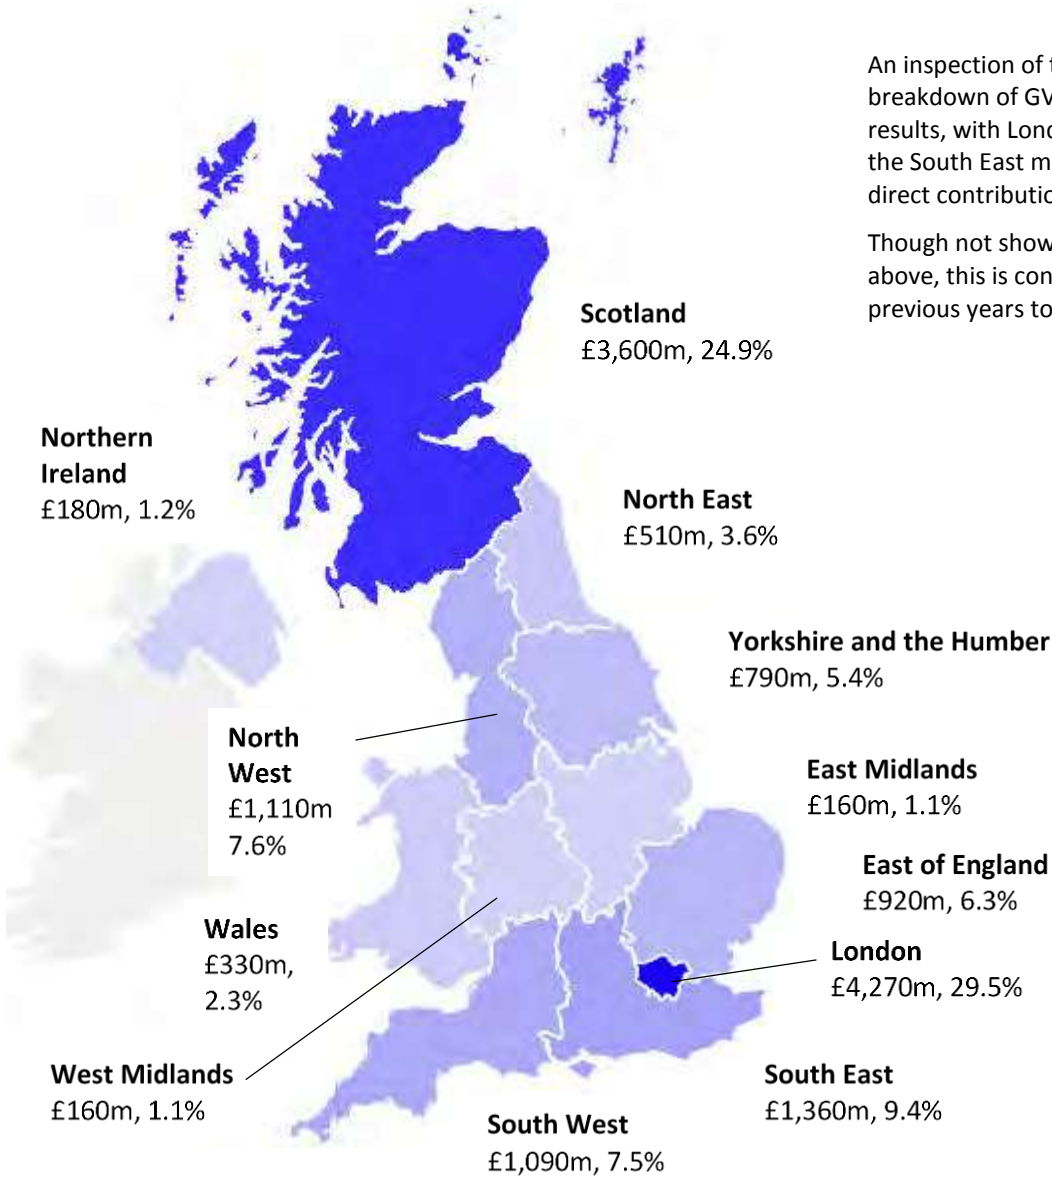 An inspection of
breakdown of GV
results, with Lon
the South East
direct contributio
Though not show
above, this is con
previous years to
Scotland
£3,600m, 24.9%
Northern
Ireland
£180m, 1.2%
North East
£510m, 3.6%
Yorkshire and the Humber
£790m, 5.4%
North
West
£1,110m
7.6%
East Midlands
£160m, 1.1%
East of England
£920m, 6.3%
Wales
£330m,
2.3%
London
£4,270m, 29.5%
West Midlands
£160m, 1.1%
South East
£1,360m, 9.4%
South West
£1,090m, 7.5%